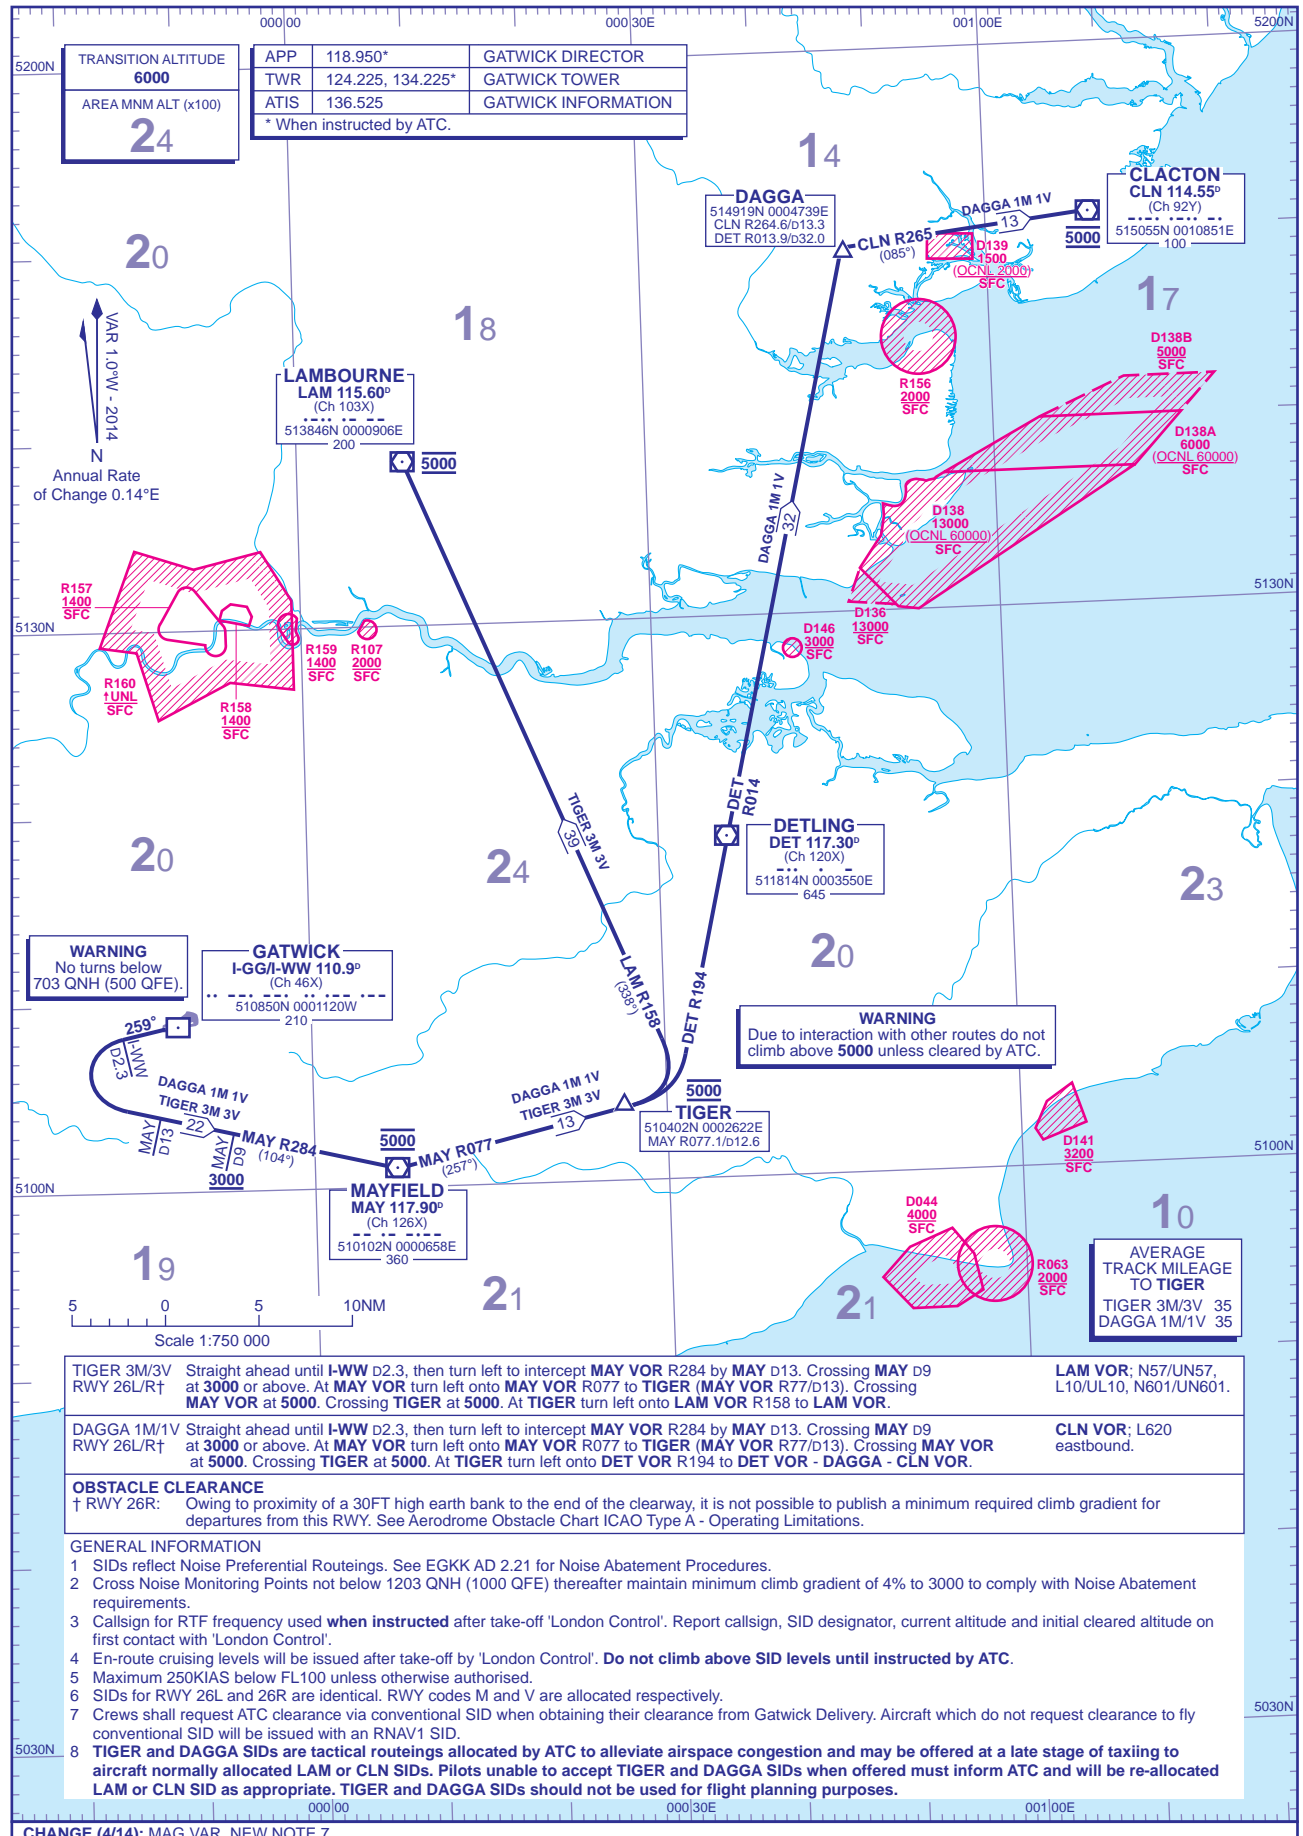 000 00
000 30E
001 00E
5200N
5200N
TRANSITION ALTITUDE
6000
AREA MNM ALT (x100)
24
APP 118.950* GATWICK DIRECTOR
TWR 124.225, 134.225* GATWICK TOWER
ATIS 136.525 GATWICK INFORMATION
* When instructed by ATC.
14
DAGGA
514919N 0004739E
CLN R264.6/D13.3
DET R013.9/D32.0
CLACTON
CLN 114.55D
(Ch 92Y)
515055N 0010851E
100
DAGGA 1M 1V
13
5000
CLN R265
(085°)
D139
1500
(OCNL 2000)
SFC
20
18
17
VAR 1.0°W - 2014
N
Annual Rate
of Change 0.14°E
LAMBOURNE
LAM 115.60D
(Ch 103X)
513846N 0000906E
200
5000
R156
2000
SFC
D138B
5000
SFC
D138A
6000
(OCNL 60000)
SFC
D138
13000
(OCNL 60000)
SFC
DAGGA 1M 1V
32
5130N
5130N
R157
1400
SFC
D136
13000
SFC
D146
3000
SFC
R159
1400
SFC
R107
2000
SFC
R160
↑UNL
SFC
R158
1400
SFC
DET
R014
TIGER 3M 3V
39
DETLING
DET 117.30D
(Ch 120X)
511814N 0003550E
645
20
24
23
20
WARNING
No turns below
703 QNH (500 QFE).
GATWICK
I-GG/I-WW 110.9D
(Ch 46X)
510850N 0001120W
210
LAM R158
(338°)
DET R194
WARNING
Due to interaction with other routes do not
climb above 5000 unless cleared by ATC.
259°
I-WW
D2.3
DAGGA 1M 1V
TIGER 3M 3V
22
MAY
D13
MAY
D9
3000
MAY R284
(104°)
DAGGA 1M 1V
TIGER 3M 3V
13
5000
TIGER
510402N 0002622E
MAY R077.1/D12.6
5000
MAY R077
(257°)
D141
3200
SFC
5100N
5100N
MAYFIELD
MAY 117.90D
(Ch 126X)
510102N 0000658E
360
D044
4000
SFC
R063
2000
SFC
10
19
21
21
AVERAGE
TRACK MILEAGE
TO TIGER
TIGER 3M/3V 35
DAGGA 1M/1V 35
5 0 5 10NM
Scale 1:750 000
TIGER 3M/3V Straight ahead until I-WW D2.3, then turn left to intercept MAY VOR R284 by MAY D13. Crossing MAY D9 LAM VOR; N57/UN57,
RWY 26L/R† at 3000 or above. At MAY VOR turn left onto MAY VOR R077 to TIGER (MAY VOR R77/D13). Crossing L10/UL10, N601/UN601.
MAY VOR at 5000. Crossing TIGER at 5000. At TIGER turn left onto LAM VOR R158 to LAM VOR.
DAGGA 1M/1V Straight ahead until I-WW D2.3, then turn left to intercept MAY VOR R284 by MAY D13. Crossing MAY D9 CLN VOR; L620
RWY 26L/R† at 3000 or above. At MAY VOR turn left onto MAY VOR R077 to TIGER (MAY VOR R77/D13). Crossing MAY VOR eastbound.
at 5000. Crossing TIGER at 5000. At TIGER turn left onto DET VOR R194 to DET VOR - DAGGA - CLN VOR.
OBSTACLE CLEARANCE
† RWY 26R: Owing to proximity of a 30FT high earth bank to the end of the clearway, it is not possible to publish a minimum required climb gradient for
departures from this RWY. See Aerodrome Obstacle Chart ICAO Type A - Operating Limitations.
GENERAL INFORMATION
1 SIDs reflect Noise Preferential Routeings. See EGKK AD 2.21 for Noise Abatement Procedures.
2 Cross Noise Monitoring Points not below 1203 QNH (1000 QFE) thereafter maintain minimum climb gradient of 4% to 3000 to comply with Noise Abatement
requirements.
3 Callsign for RTF frequency used when instructed after take-off 'London Control'. Report callsign, SID designator, current altitude and initial cleared altitude on
first contact with 'London Control'.
4 En-route cruising levels will be issued after take-off by 'London Control'. Do not climb above SID levels until instructed by ATC.
5 Maximum 250KIAS below FL100 unless otherwise authorised.
6 SIDs for RWY 26L and 26R are identical. RWY codes M and V are allocated respectively.
7 Crews shall request ATC clearance via conventional SID when obtaining their clearance from Gatwick Delivery. Aircraft which do not request clearance to fly
conventional SID will be issued with an RNAV1 SID.
8 TIGER and DAGGA SIDs are tactical routeings allocated by ATC to alleviate airspace congestion and may be offered at a late stage of taxiing to
aircraft normally allocated LAM or CLN SIDs. Pilots unable to accept TIGER and DAGGA SIDs when offered must inform ATC and will be re-allocated
LAM or CLN SID as appropriate. TIGER and DAGGA SIDs should not be used for flight planning purposes.
5030N
5030N
000 00
000 30E
001 00E
CHANGE (4/14): MAG VAR. NEW NOTE 7.